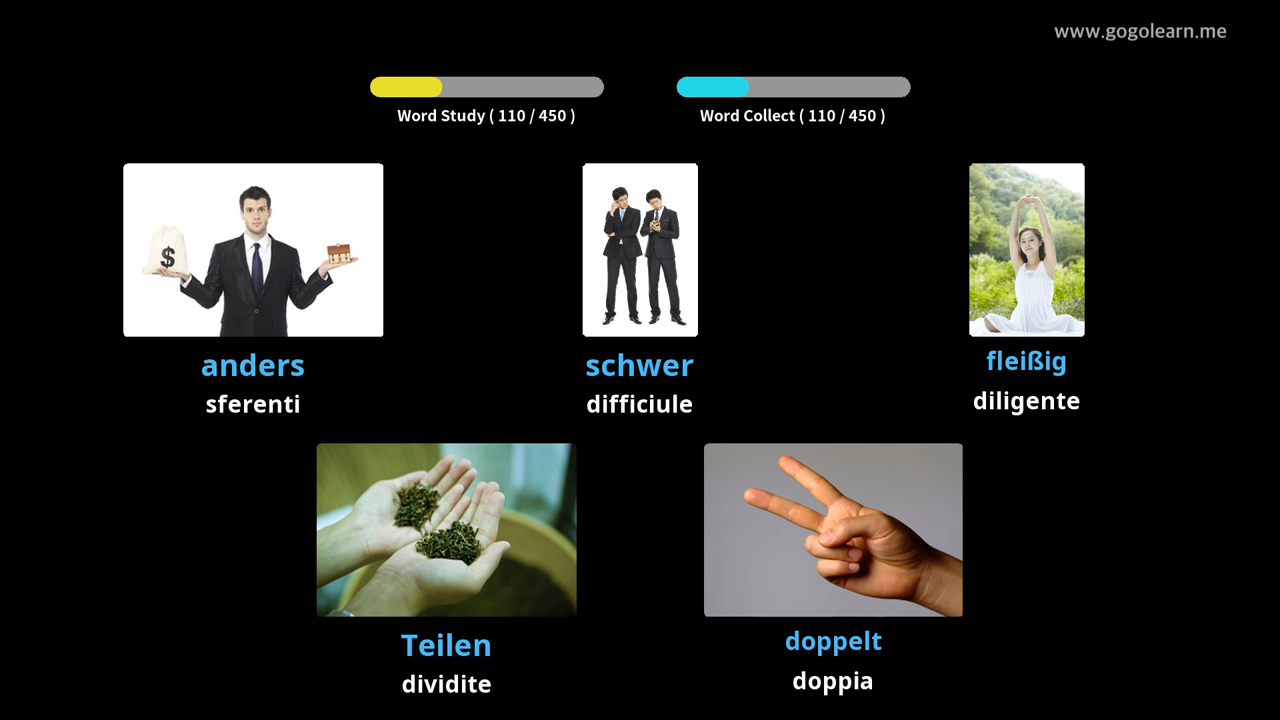 www.gogolearn.me
Word Study ( 110 / 450 )
Word Collect ( 110 / 450 )
$
anders
sferenti
schwer
difficiule
fleißig
diligente
Teilen
dividite
doppelt
doppia